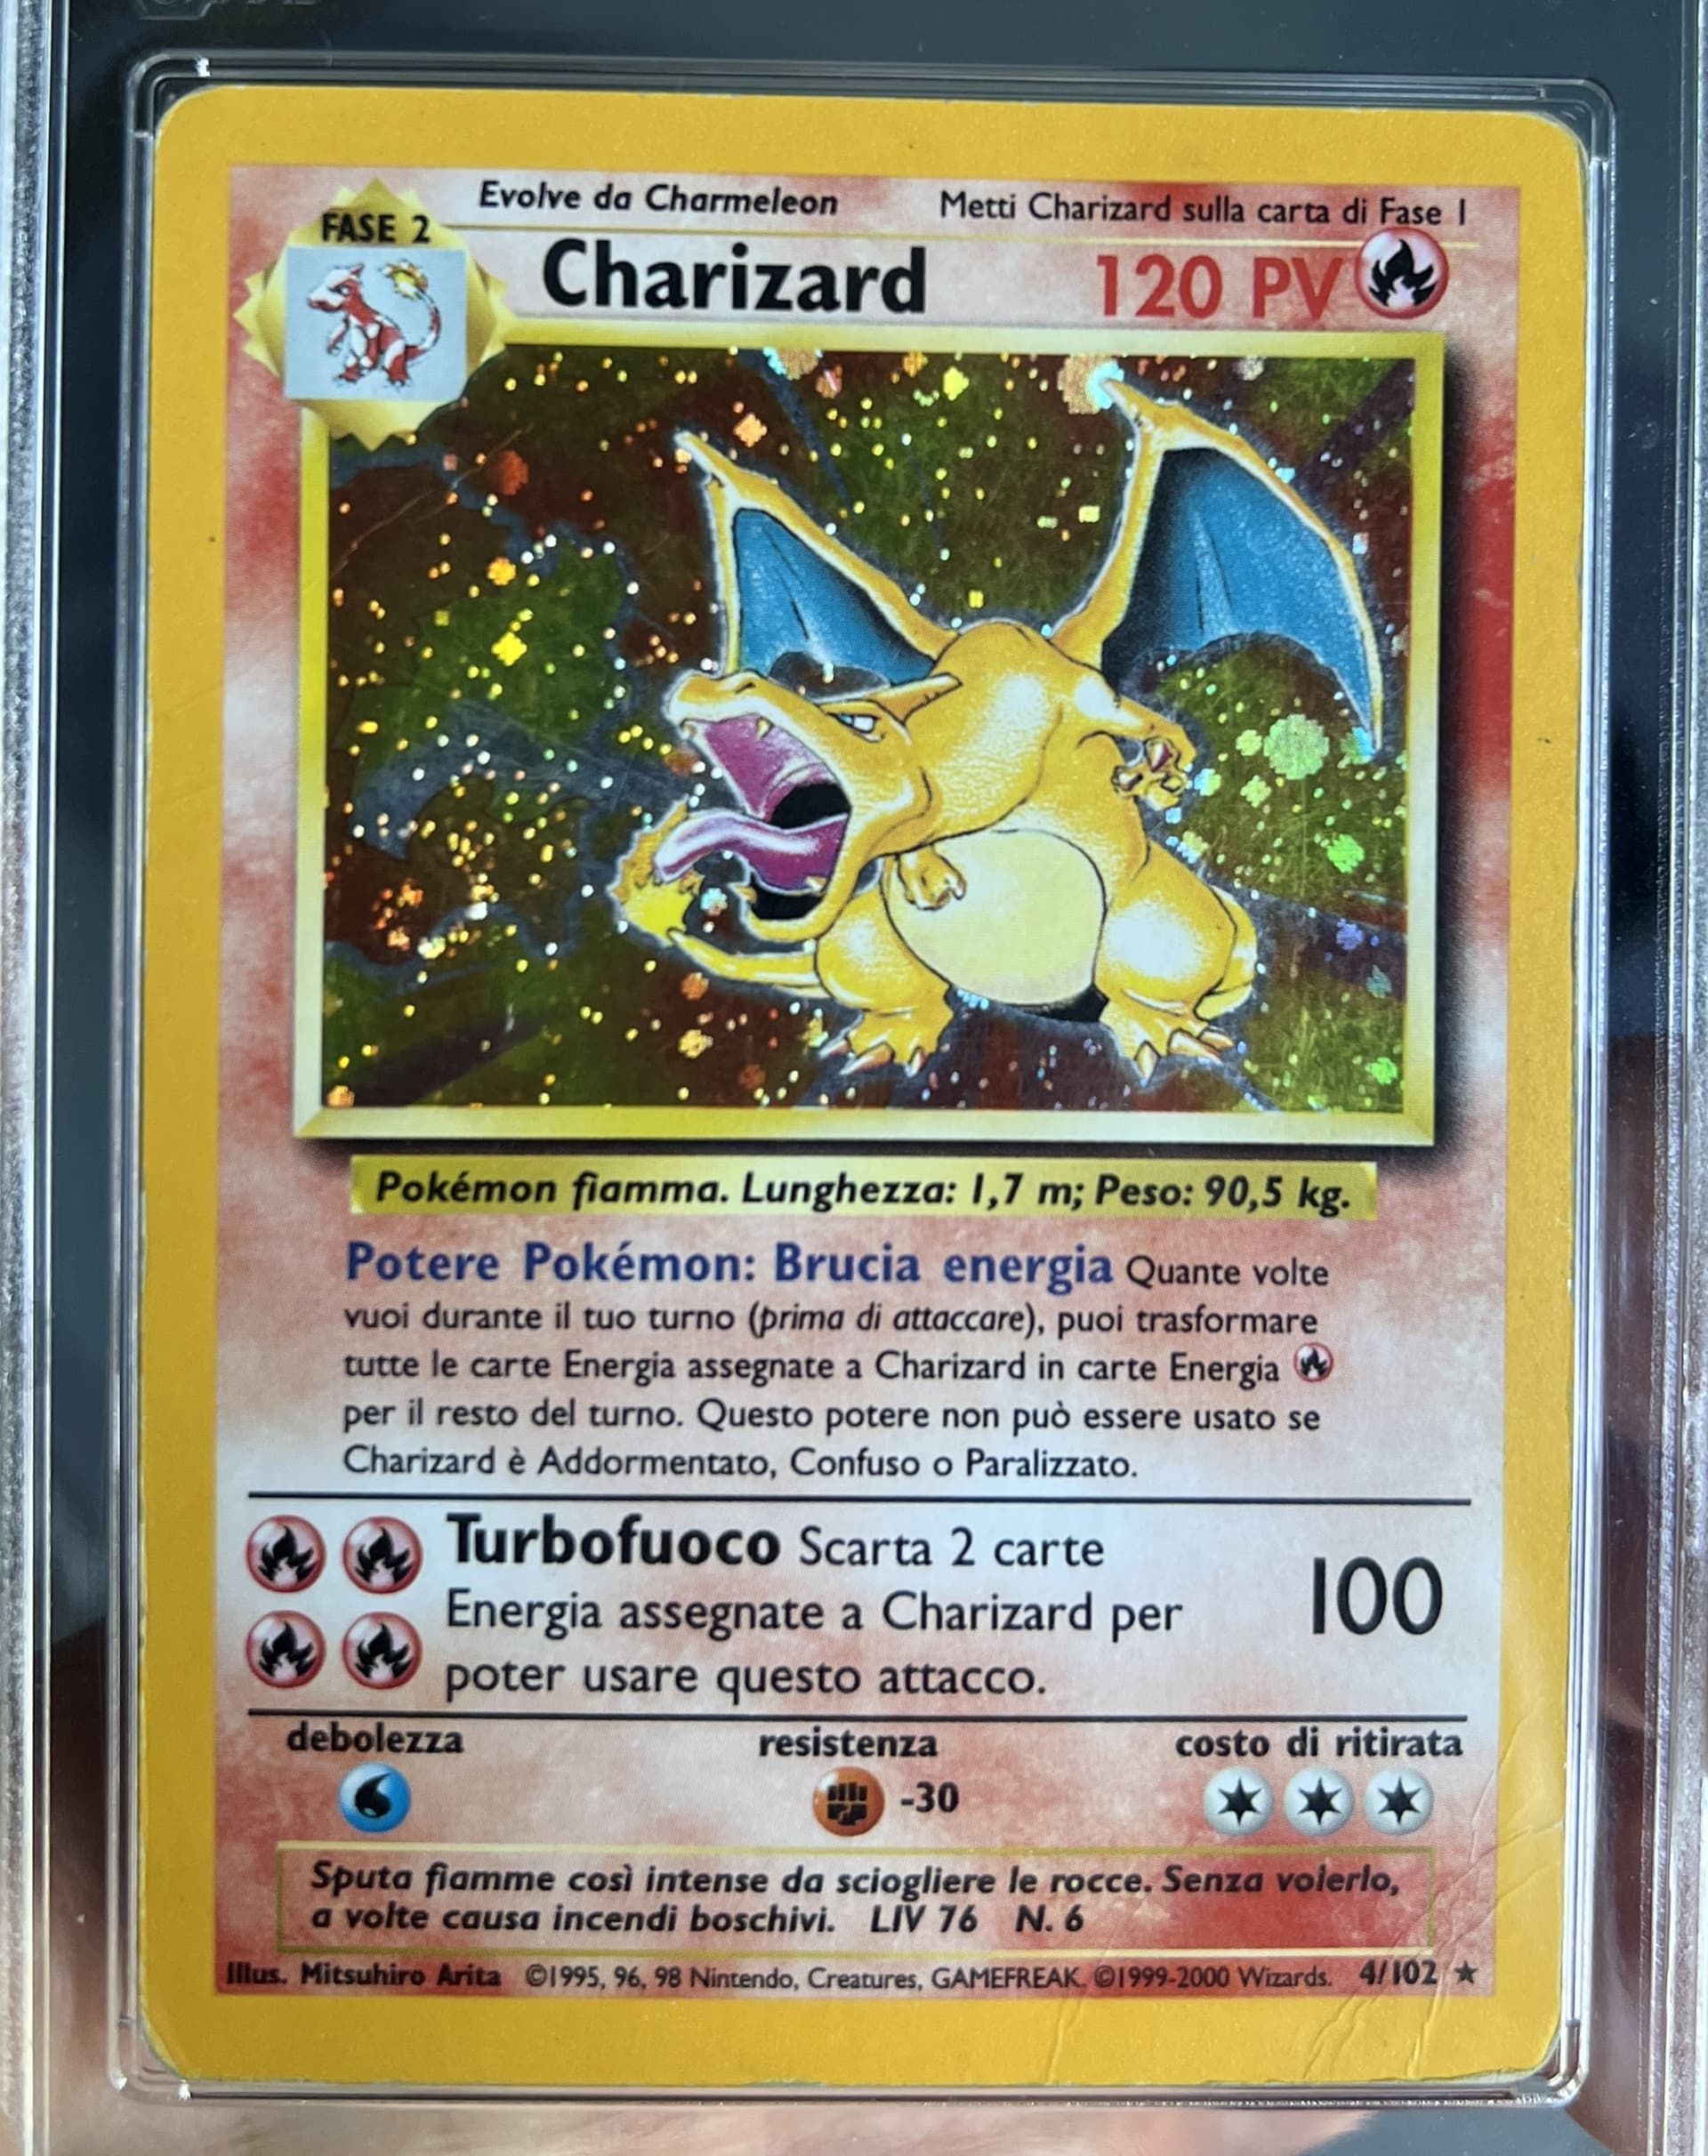 Evolve da Charmeleon Metti Charizard sulla carta di Fase 1
FASE 2
Charizard 120 PV
Pokémon fiamma. Lunghezza: 1,7 m; Peso: 90,5 kg.
Potere Pokémon: Brucia energia Quante volte
vuoi durante il tuo turno (prima di attaccare), puoi trasformare
tutte le carte Energia assegnate a Charizard in carte Energia
per il resto del turno. Questo potere non può essere usato se
Charizard è Addormentato, Confuso o Paralizzato.
Turbofuoco Scarta 2 carte
Energia assegnate a Charizard per
poter usare questo attacco.
100
debolezza resistenza costo di ritirata
-30
Sputa fiamme così intense da sciogliere le rocce. Senza volerlo,
a volte causa incendi boschivi. LIV 76 N. 6
Illus. Mitsuhiro Arita ©1995, 96, 98 Nintendo, Creatures, GAMEFREAK. ©1999-2000 Wizards. 4/102 ★